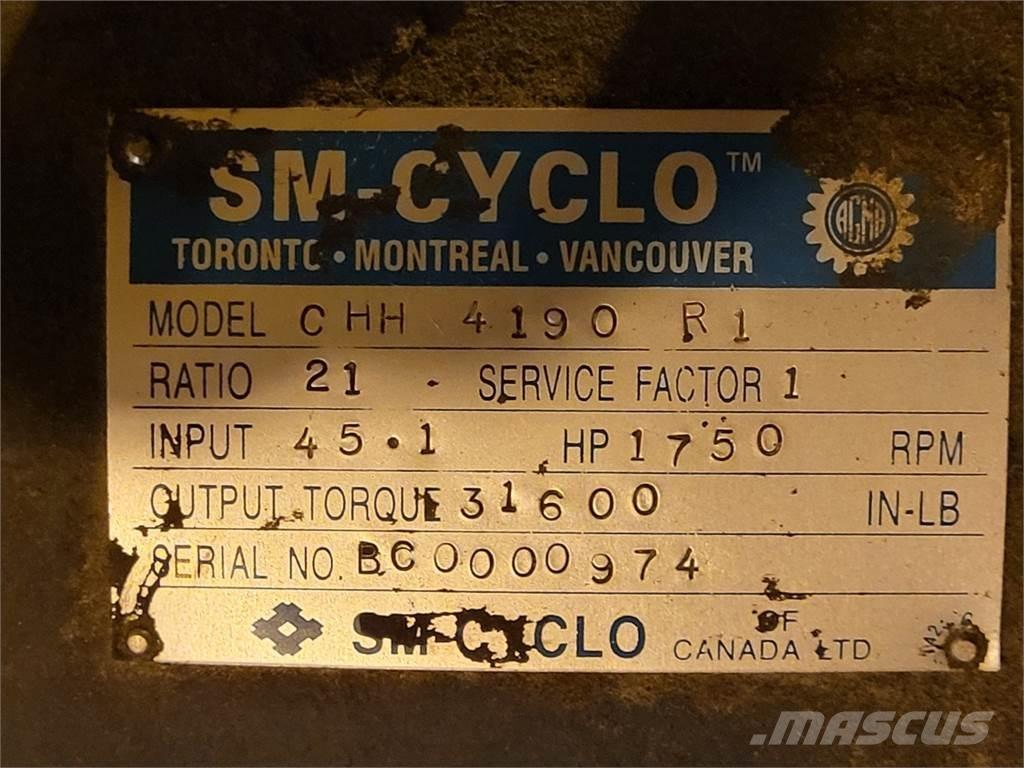 SM-CYCLO™
TORONTO • MONTREAL • VANCOUVER
AGMA
MODEL CHH 4190 R1
RATIO 21 - SERVICE FACTOR 1
INPUT 45.1 HP 1750 RPM
OUTPUT TORQUE 31600 IN-LB
SERIAL NO. BC0000974
SM-CYCLO OF CANADA LTD
MASCUS